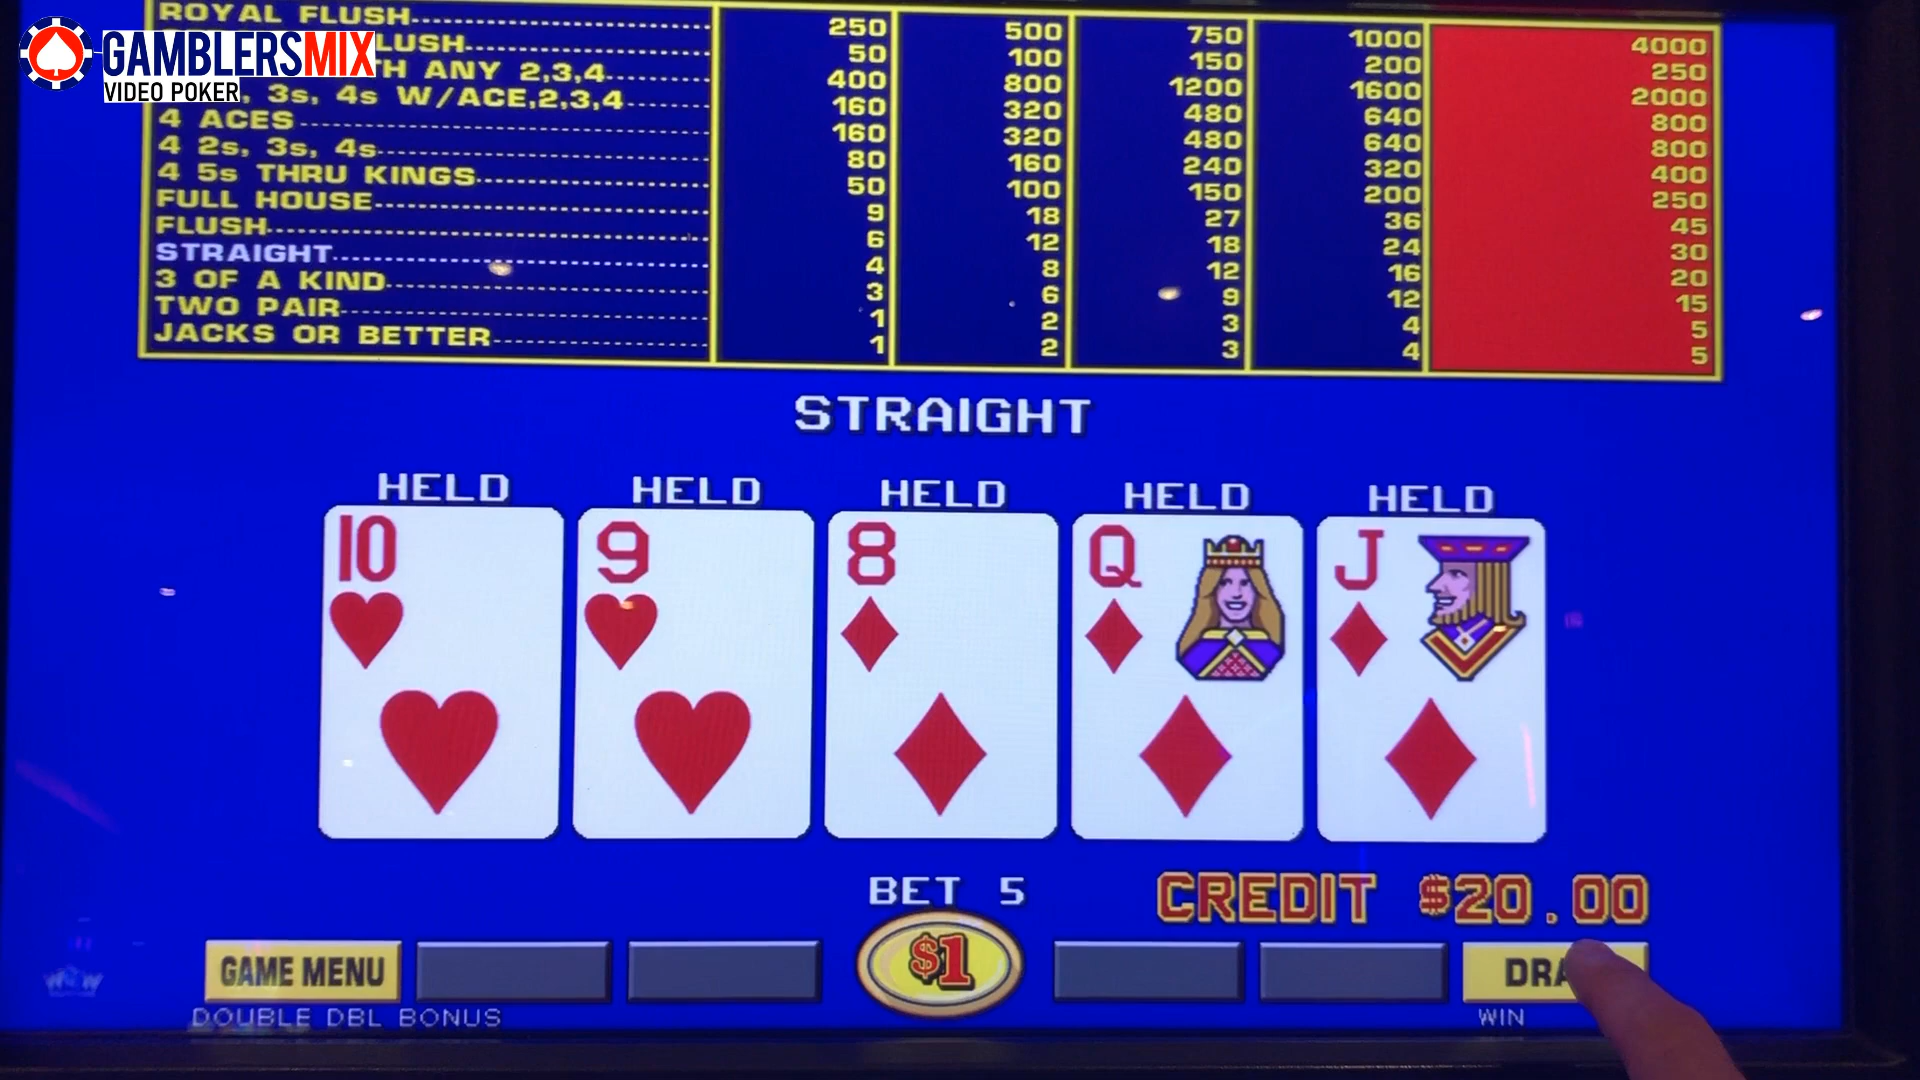 GAMBLERSMIX
VIDEO POKER
ROYAL FLUSH 250 500 750 1000 4000
LUSH 50 100 150 200 250
TH ANY 2,3,4 400 800 1200 1600 2000
, 3s, 4s W/ACE,2,3,4 160 320 480 640 800
4 ACES 160 320 480 640 800
4 2s, 3s, 4s 80 160 240 320 400
4 5s THRU KINGS 50 100 150 200 250
FULL HOUSE 9 18 27 36 45
FLUSH 6 12 18 24 30
STRAIGHT 4 8 12 16 20
3 OF A KIND 3 6 9 12 15
TWO PAIR 1 2 3 4 5
JACKS OR BETTER 1 2 3 4 5
STRAIGHT
HELD HELD HELD HELD HELD
10 9 8 Q J
BET 5 CREDIT $20.00
GAME MENU $1 DRA
DOUBLE DBL BONUS WIN